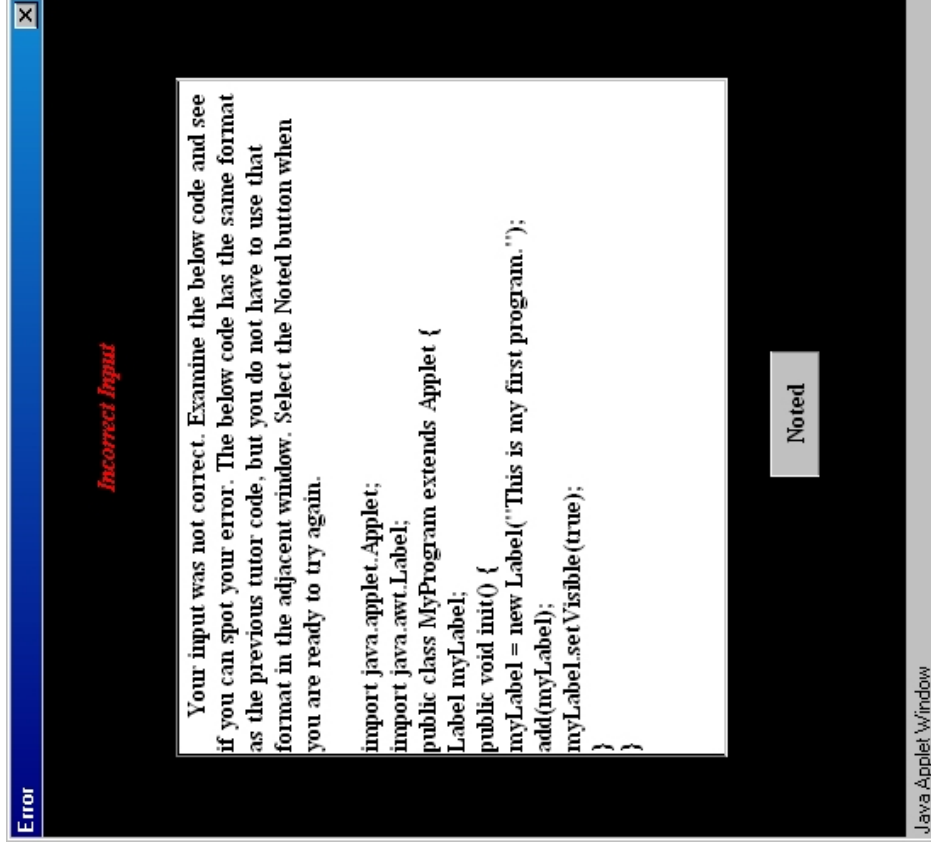 Error
Incorrect Input
Your input was not correct. Examine the below code and see
if you can spot your error. The below code has the same format
as the previous tutor code, but you do not have to use that
format in the adjacent window. Select the Noted button when
you are ready to try again.
import java.applet.Applet;
import java.awt.Label;
public class MyProgram extends Applet {
Label myLabel;
public void init() {
myLabel = new Label("This is my first program.");
add(myLabel);
myLabel.setVisible(true);
}
}
Noted
Java Applet Window